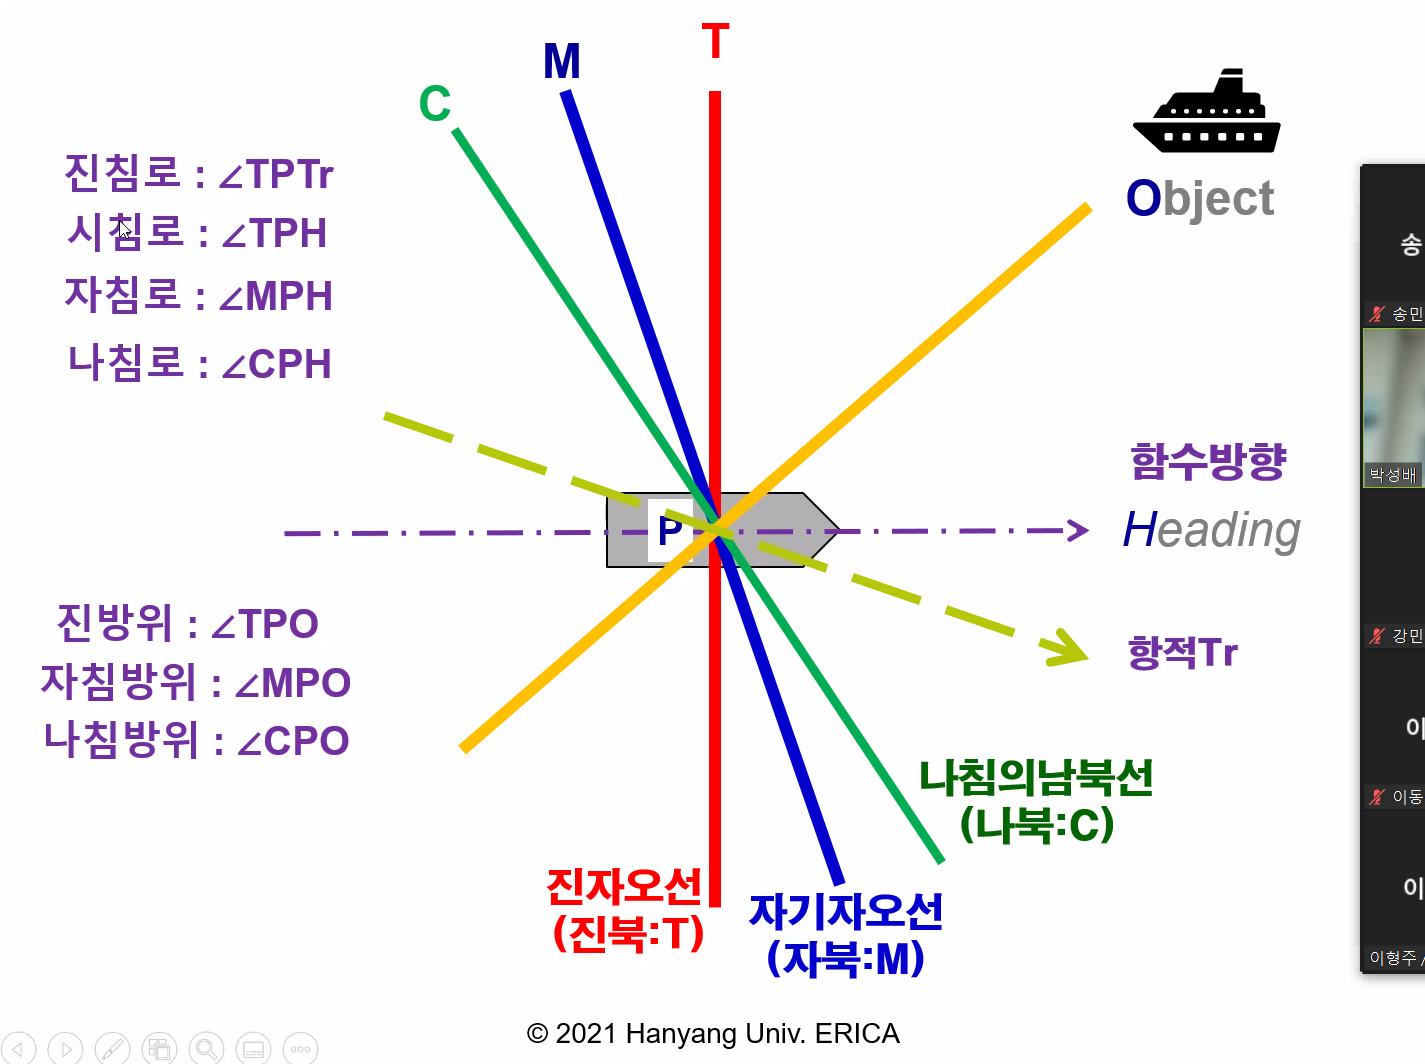 T
M
C
진침로 : ∠TPTr
시침로 : ∠TPH
자침로 : ∠MPH
나침로 : ∠CPH
Object
P
함수방향
Heading
항적Tr
진방위 : ∠TPO
자침방위 : ∠MPO
나침방위 : ∠CPO
나침의남북선
(나북:C)
진자오선
(진북:T)
자기자오선
(자북:M)
© 2021 Hanyang Univ. ERICA
송
송민
박성배
강민
이
이동
이
이형주 /